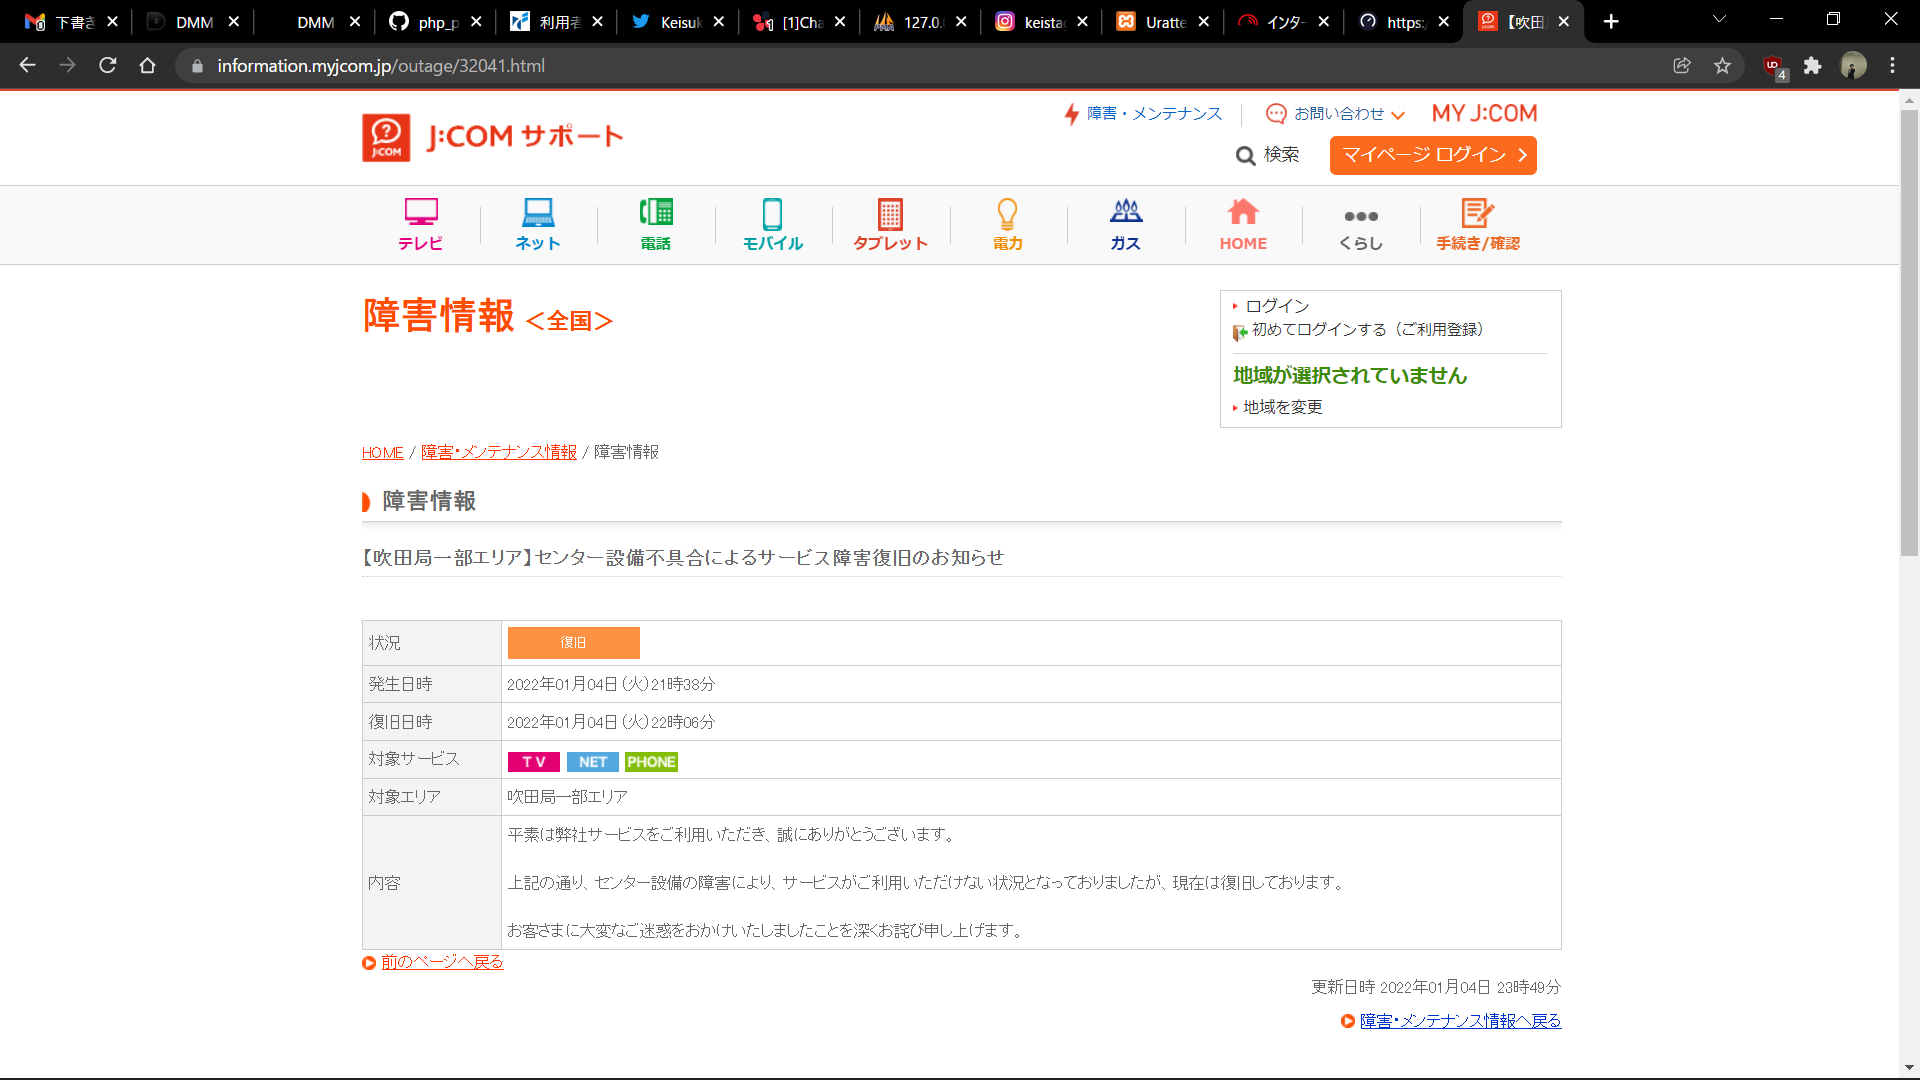 下書き
DMM
DMM
php_p
利用者
Keisuk
[1]Cha
127.0.
keista
Uratte
インター
https:/
【吹田
information.myjcom.jp/outage/32041.html
4
J:COM
J:COM サポート
障害・メンテナンス
お問い合わせ
MY J:COM
検索
マイページ ログイン
テレビ
ネット
電話
モバイル
タブレット
電力
ガス
HOME
くらし
手続き/確認
障害情報 <全国>
ログイン
初めてログインする（ご利用登録）
地域が選択されていません
地域を変更
HOME / 障害・メンテナンス情報 / 障害情報
障害情報
【吹田局一部エリア】センター設備不具合によるサービス障害復旧のお知らせ
状況 復旧
発生日時 2022年01月04日（火）21時38分
復旧日時 2022年01月04日（火）22時06分
対象サービス TV NET PHONE
対象エリア 吹田局一部エリア
内容
平素は弊社サービスをご利用いただき、誠にありがとうございます。
上記の通り、センター設備の障害により、サービスがご利用いただけない状況となっておりましたが、現在は復旧しております。
お客さまに大変なご迷惑をおかけいたしましたことを深くお詫び申し上げます。
前のページへ戻る
更新日時 2022年01月04日 23時49分
障害・メンテナンス情報へ戻る